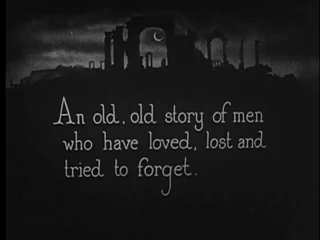 An old, old story of men
who have loved, lost and
tried to forget.